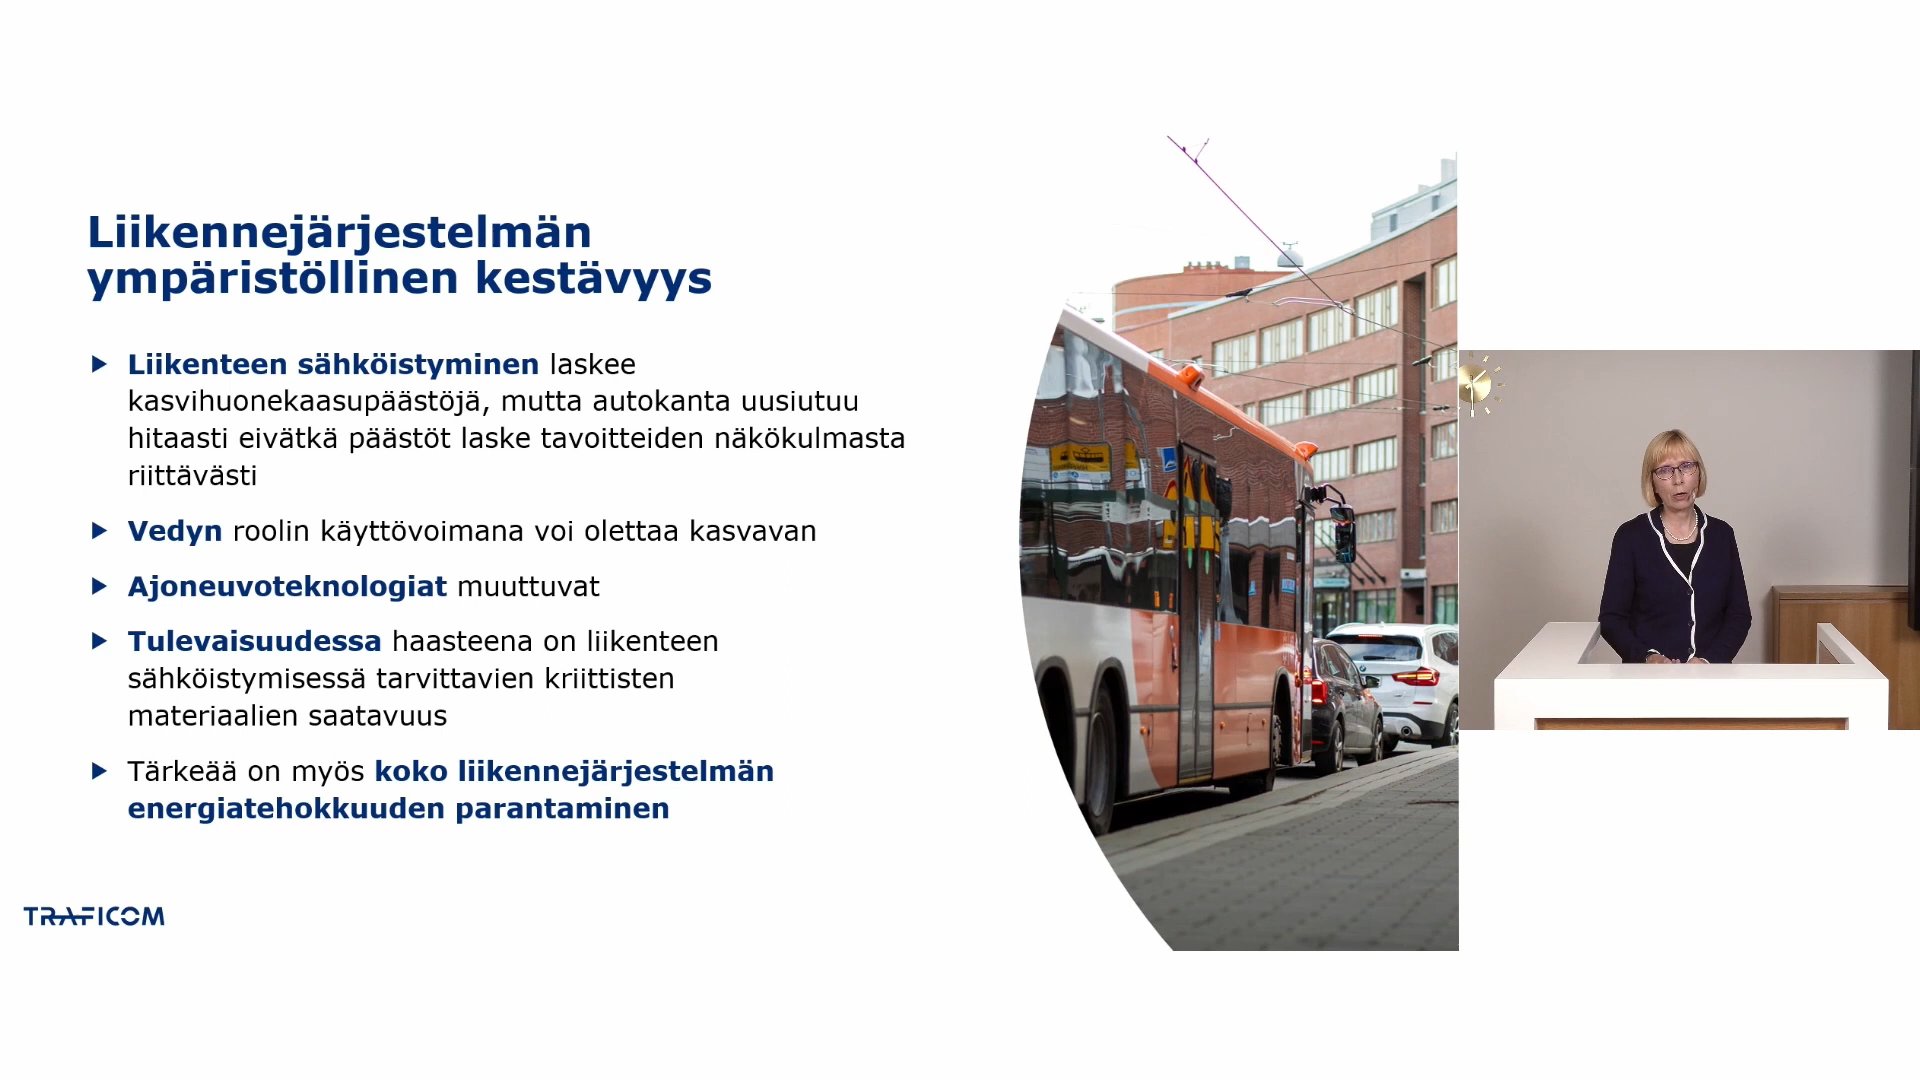 Liikennejärjestelmän
ympäristöllinen kestävyys
Liikenteen sähköistyminen laskee
kasvihuonekaasupäästöjä, mutta autokanta uusiutuu
hitaasti eivätkä päästöt laske tavoitteiden näkökulmasta
riittävästi
Vedyn roolin käyttövoimana voi olettaa kasvavan
Ajoneuvoteknologiat muuttuvat
Tulevaisuudessa haasteena on liikenteen
sähköistymisessä tarvittavien kriittisten
materiaalien saatavuus
Tärkeää on myös koko liikennejärjestelmän
energiatehokkuuden parantaminen
TRAFICOM